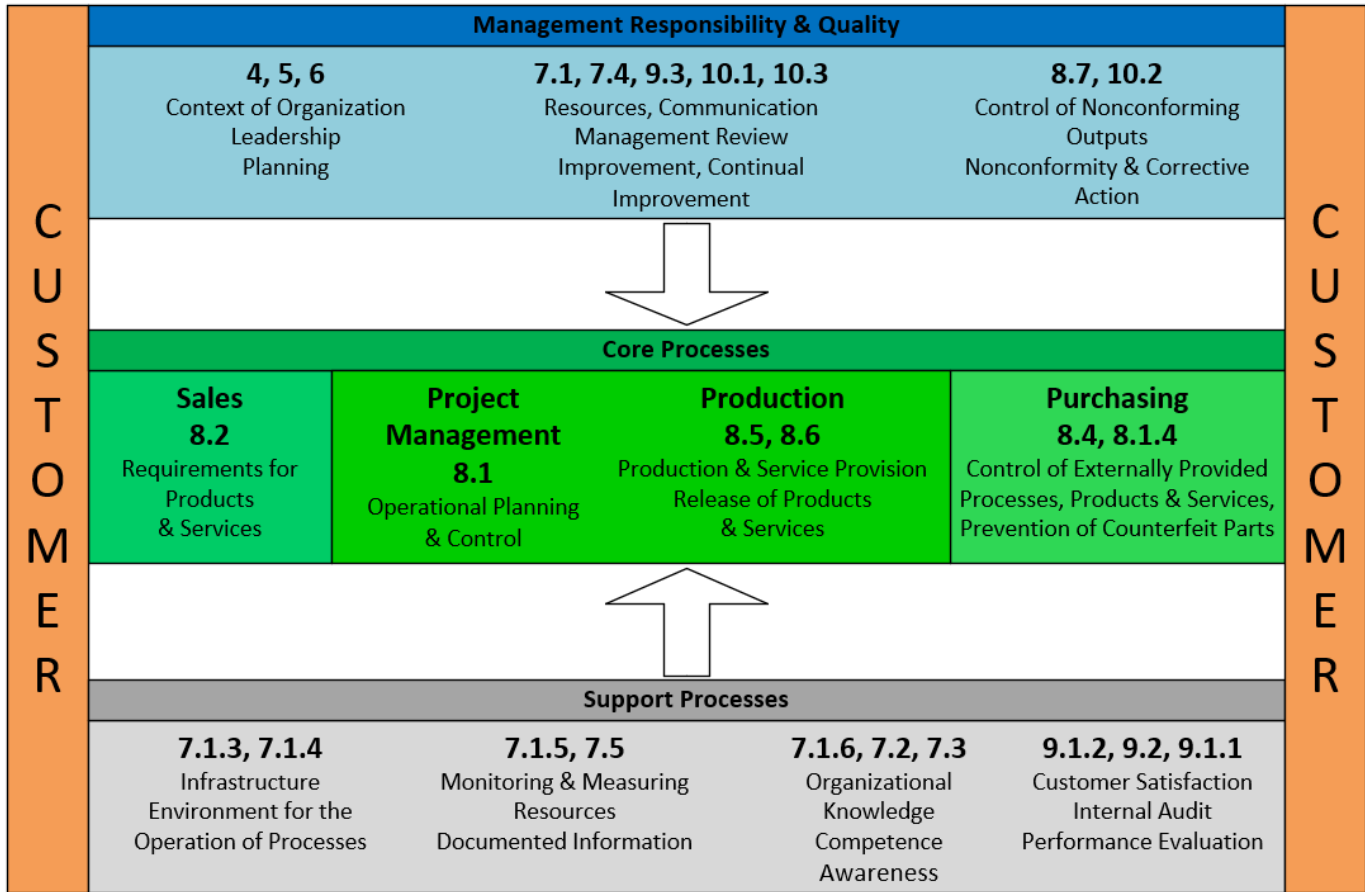 Management Responsibility & Quality
4, 5, 6
Context of Organization
Leadership
Planning
7.1, 7.4, 9.3, 10.1, 10.3
Resources, Communication
Management Review
Improvement, Continual
Improvement
8.7, 10.2
Control of Nonconforming
Outputs
Nonconformity & Corrective
Action
C
U
S
T
O
M
E
R
Core Processes
Sales
8.2
Requirements for
Products
& Services
Project
Management
8.1
Operational Planning
& Control
Production
8.5, 8.6
Production & Service Provision
Release of Products
& Services
Purchasing
8.4, 8.1.4
Control of Externally Provided
Processes, Products & Services,
Prevention of Counterfeit Parts
Support Processes
7.1.3, 7.1.4
Infrastructure
Environment for the
Operation of Processes
7.1.5, 7.5
Monitoring & Measuring
Resources
Documented Information
7.1.6, 7.2, 7.3
Organizational
Knowledge
Competence
Awareness
9.1.2, 9.2, 9.1.1
Customer Satisfaction
Internal Audit
Performance Evaluation
C
U
S
T
O
M
E
R